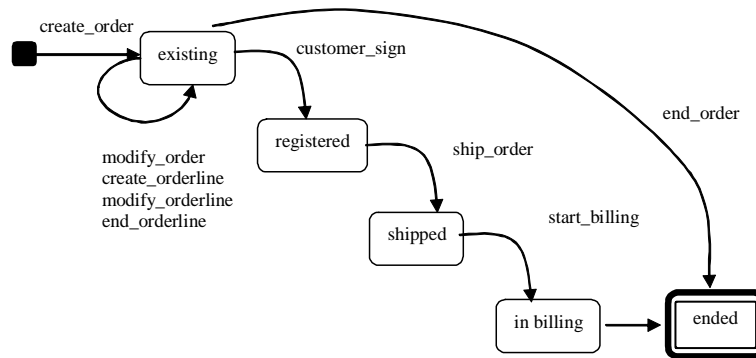 create_order
existing
customer_sign
end_order
registered
ship_order
modify_order
create_orderline
modify_orderline
end_orderline
shipped
start_billing
in billing
ended